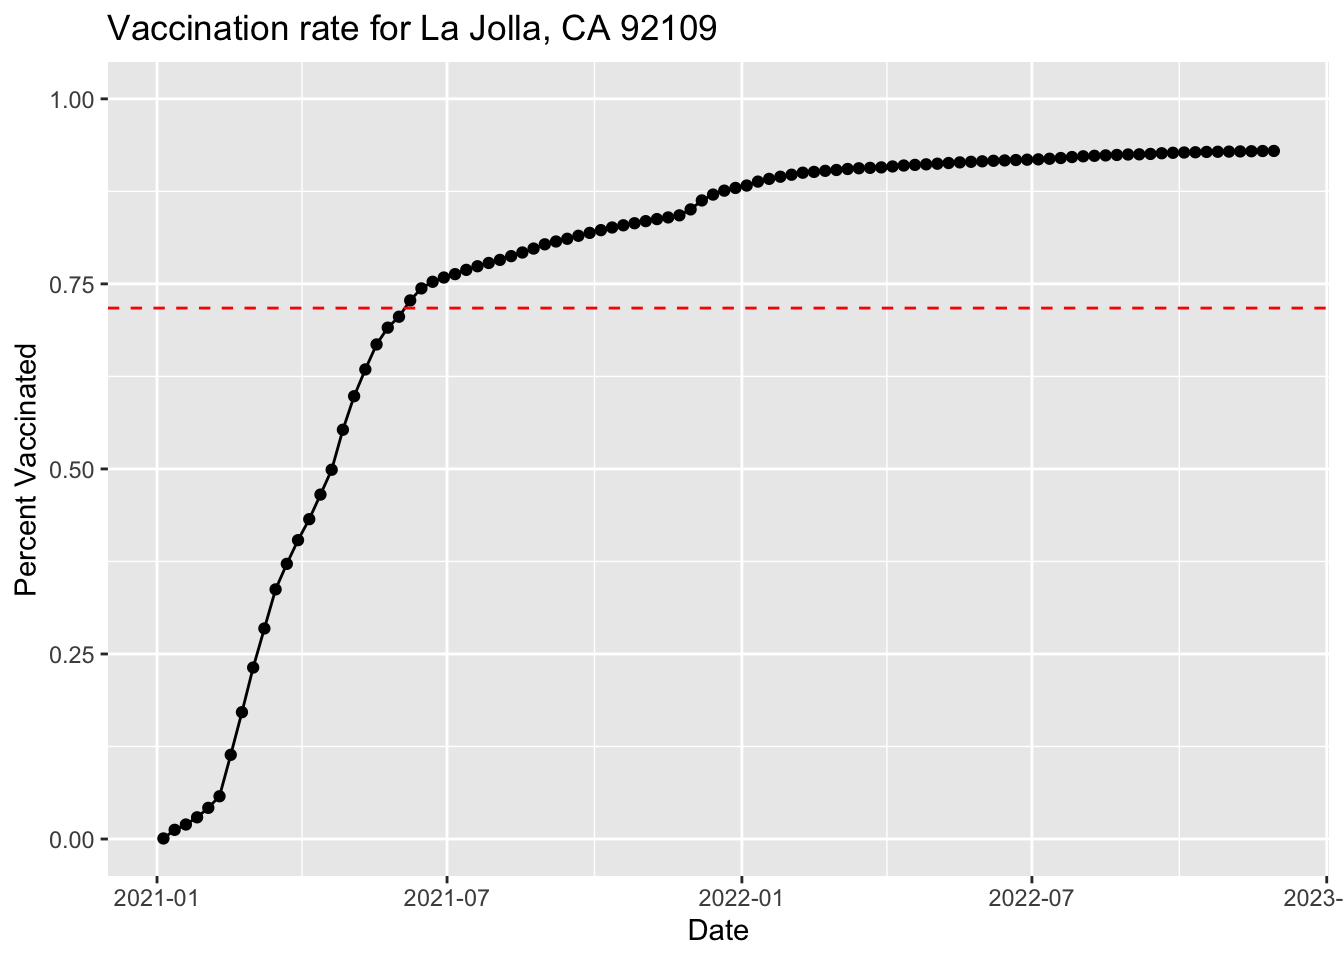 Vaccination rate for La Jolla, CA 92109
1.00
0.75
0.50
0.25
0.00
Percent Vaccinated
2021-01 2021-07 2022-01 2022-07 2023-
Date